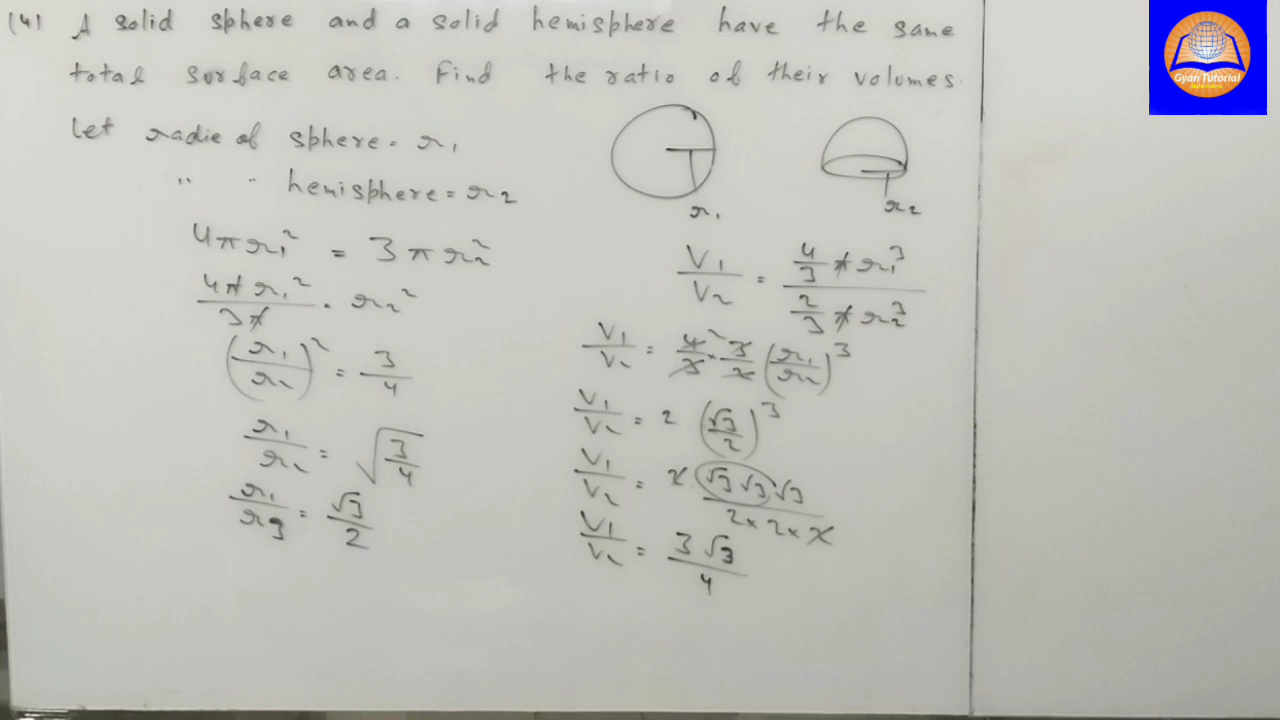 (4) A solid sphere and a solid hemisphere have the same
total surface area. Find the ratio of their volumes.
Let radie of sphere = r₁
" " hemisphere = r₂
r₁
r₂
4πr₁² = 3πr₂²
4πr₁²/3π = r₂²
(r₁/r₂)² = 3/4
r₁/r₂ = √(3/4)
r₁/r₂ = √3/2
V₁/V₂ = (4/3 π r₁³)/(2/3 π r₂³)
V₁/V₂ = 4²/3 × 3/2 (r₁/r₂)³
V₁/V₂ = 2 (√3/2)³
V₁/V₂ = 2 · √3 √3 √3/(2×2×2)
V₁/V₂ = 3√3/4
Gyan Tutorial